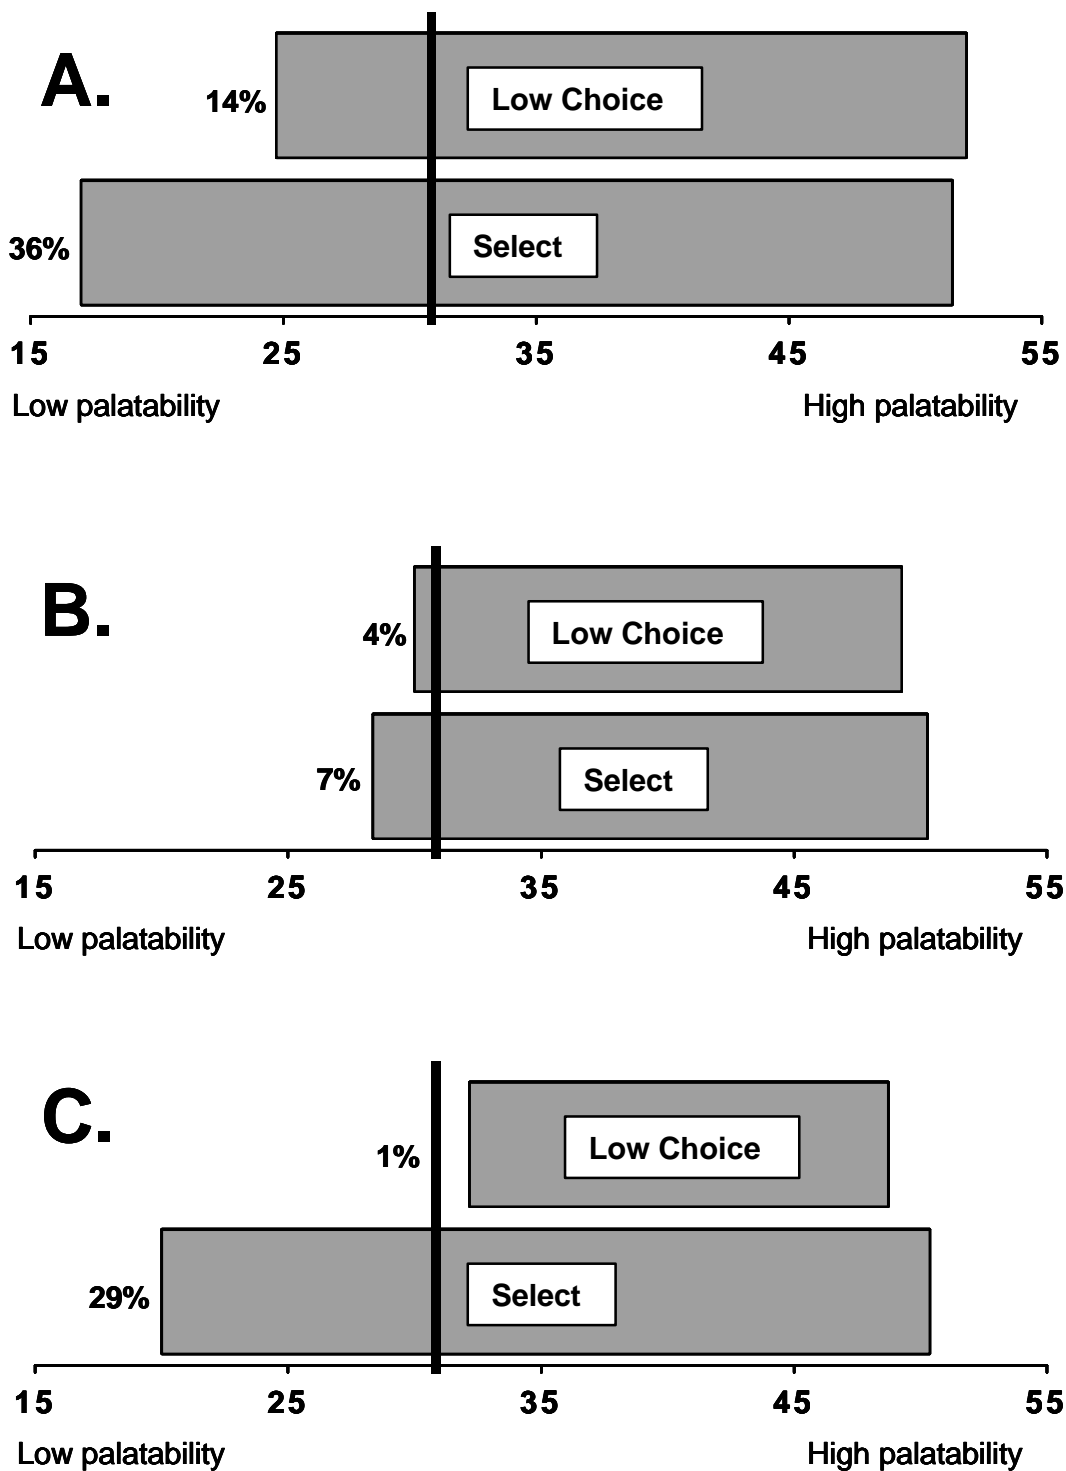 A.
14%
Low Choice
36%
Select
15 25 35 45 55
Low palatability High palatability
B.
4%
Low Choice
7%
Select
15 25 35 45 55
Low palatability High palatability
C.
1%
Low Choice
29%
Select
15 25 35 45 55
Low palatability High palatability